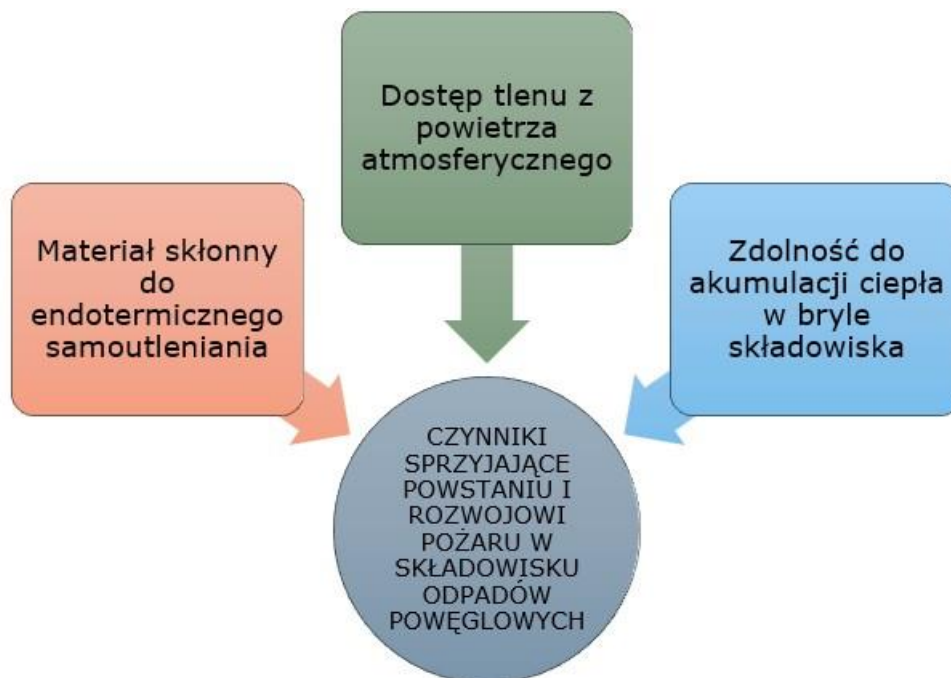 Dostęp tlenu z
powietrza
atmosferycznego
Materiał skłonny
do
endotermicznego
samoutleniania
Zdolność do
akumulacji ciepła
w bryle
składowiska
CZYNNIKI
SPRZYJAJĄCE
POWSTANIU I
ROZWOJOWI
POŻARU W
SKŁADOWISKU
ODPADÓW
POWĘGLOWYCH